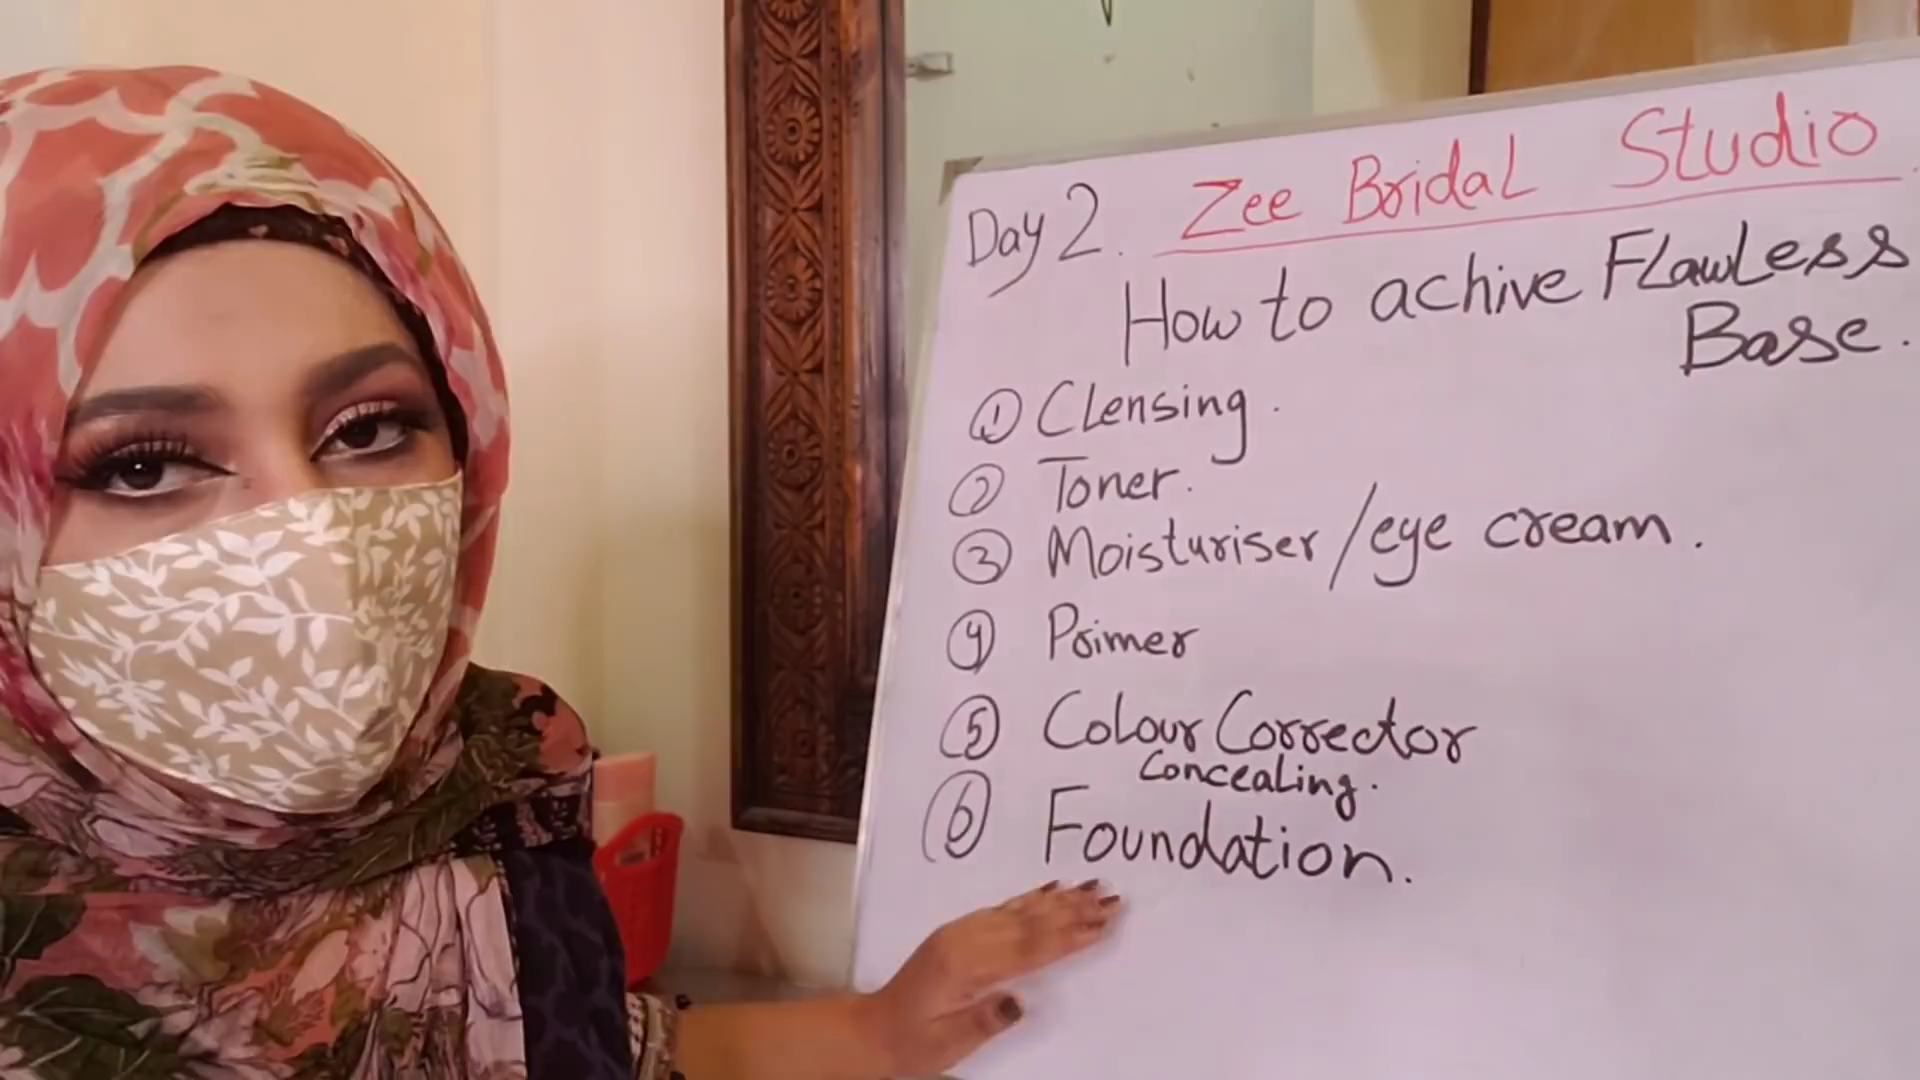 Day 2. Zee Bridal Studio
How to achive Flawless
Base.
1 Clensing.
2 Toner.
3 Moisturiser/eye cream.
4 Primer
5 Colour Corrector
Concealing.
6 Foundation.